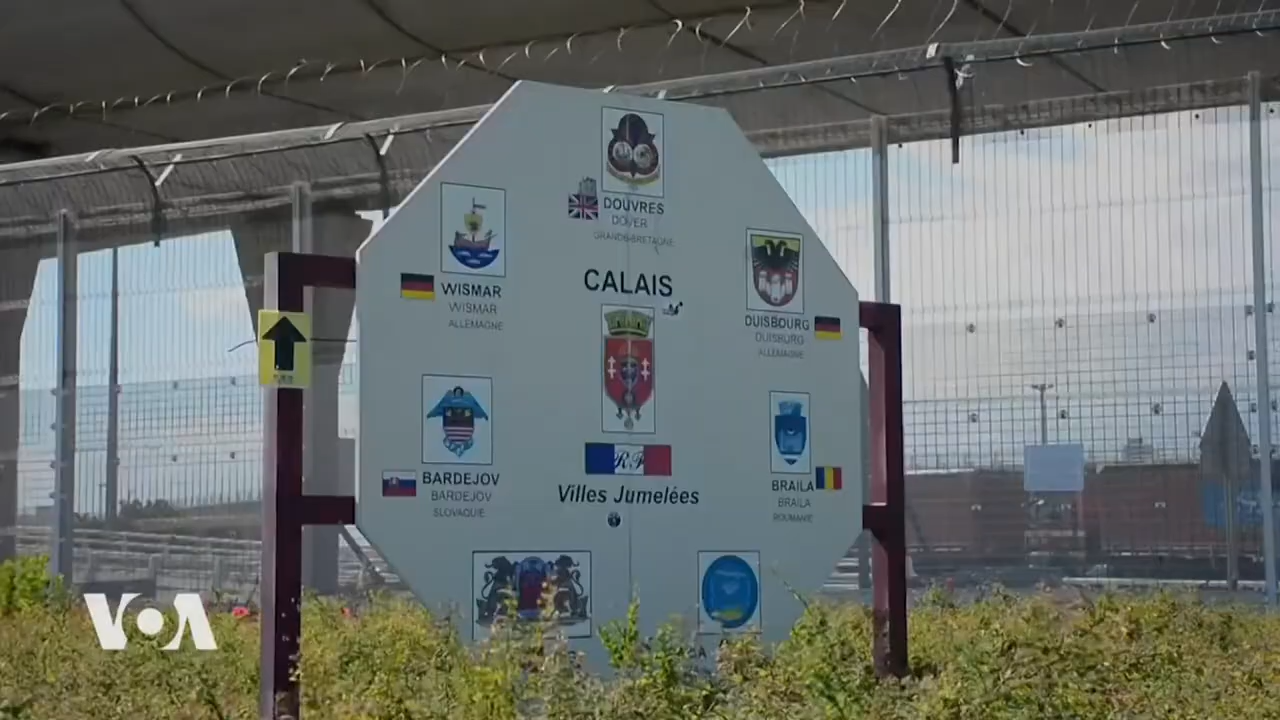 DOUVRES
DOVER
GRANDE-BRETAGNE
WISMAR
WISMAR
ALLEMAGNE
CALAIS
DUISBOURG
DUISBURG
ALLEMAGNE
BARDEJOV
BARDEJOV
SLOVAQUIE
RF
Villes Jumelées
BRAILA
BRAILA
ROUMANIE
VOA